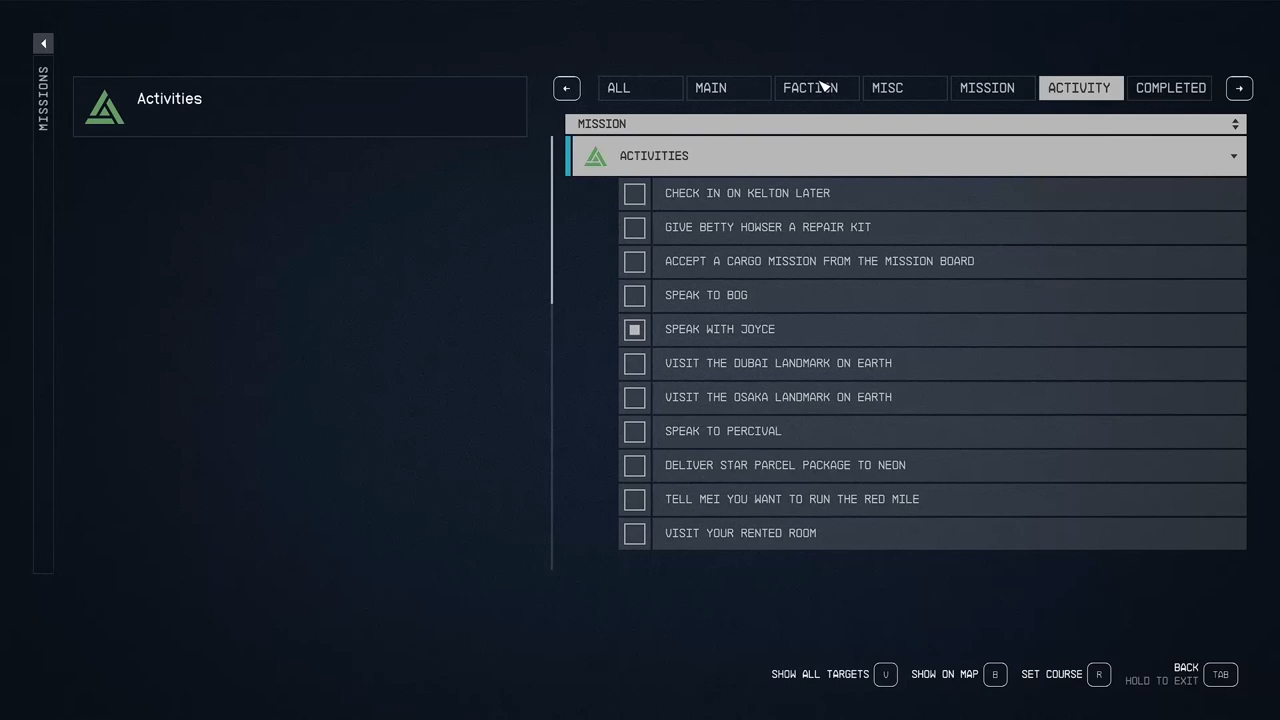 MISSIONS
Activities
ALL
MAIN
FACTION
MISC
MISSION
ACTIVITY
COMPLETED
MISSION
ACTIVITIES
CHECK IN ON KELTON LATER
GIVE BETTY HOWSER A REPAIR KIT
ACCEPT A CARGO MISSION FROM THE MISSION BOARD
SPEAK TO BOG
SPEAK WITH JOYCE
VISIT THE DUBAI LANDMARK ON EARTH
VISIT THE OSAKA LANDMARK ON EARTH
SPEAK TO PERCIVAL
DELIVER STAR PARCEL PACKAGE TO NEON
TELL MEI YOU WANT TO RUN THE RED MILE
VISIT YOUR RENTED ROOM
SHOW ALL TARGETS V
SHOW ON MAP B
SET COURSE R
BACK
HOLD TO EXIT
TAB